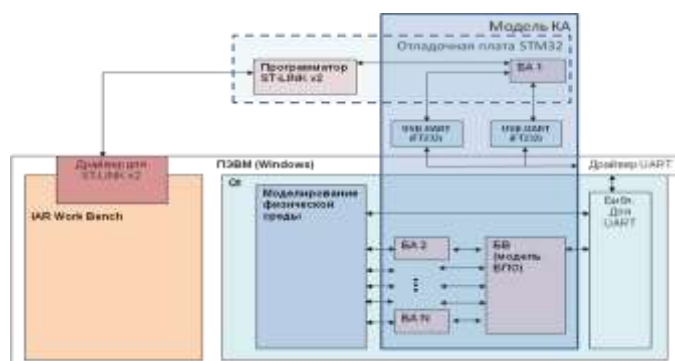 Модель КА
Отладочная плата STM32
Программатор
ST-LINK v2
БА 1
USB-UART
(FT232)
USB-UART
(FT232)
Драйвер для
ST-LINK v2
ПЭВМ (Windows)
Драйвер UART
Qt
IAR Work Bench
Моделирование
физической
среды
Библ.
Для
UART
БА 2
БВ
(модель
БПО)
БА N